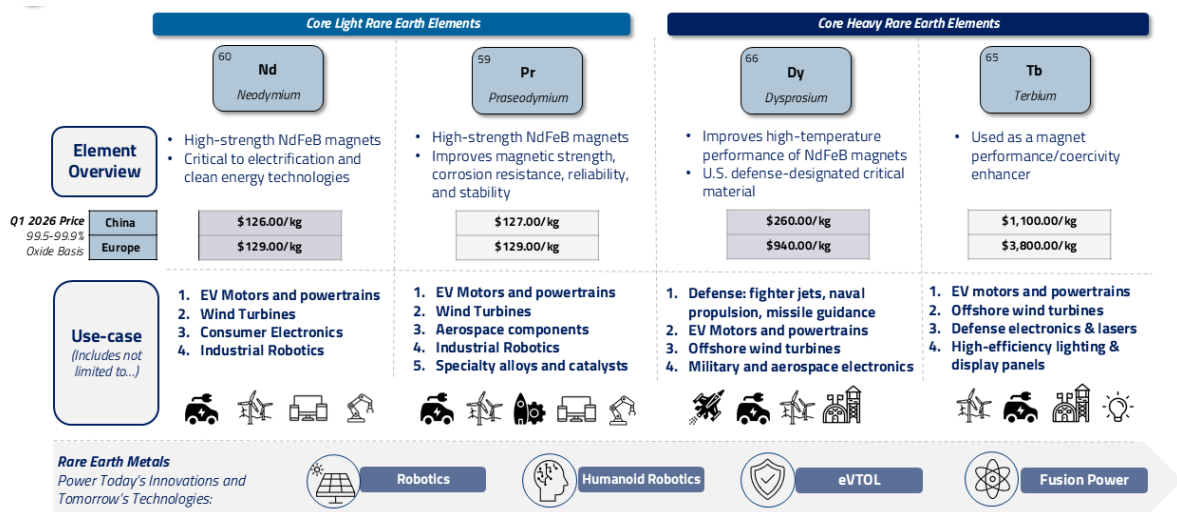 Core Light Rare Earth Elements
Core Heavy Rare Earth Elements
60
Nd
Neodymium
59
Pr
Praseodymium
66
Dy
Dysprosium
65
Tb
Terbium
Element
Overview
• High-strength NdFeB magnets
• Critical to electrification and
clean energy technologies
• High-strength NdFeB magnets
• Improves magnetic strength,
corrosion resistance, reliability,
and stability
• Improves high-temperature
performance of NdFeB magnets
• U.S. defense-designated critical
material
• Used as a magnet
performance/coercivity
enhancer
Q1 2026 Price
99.5-99.9%
Oxide Basis
China
$126.00/kg
$127.00/kg
$260.00/kg
$1,100.00/kg
Europe
$129.00/kg
$129.00/kg
$940.00/kg
$3,800.00/kg
Use-case
(Includes not
limited to...)
1. EV Motors and powertrains
2. Wind Turbines
3. Consumer Electronics
4. Industrial Robotics
1. EV Motors and powertrains
2. Wind Turbines
3. Aerospace components
4. Industrial Robotics
5. Specialty alloys and catalysts
1. Defense: fighter jets, naval
propulsion, missile guidance
2. EV Motors and powertrains
3. Offshore wind turbines
4. Military and aerospace electronics
1. EV motors and powertrains
2. Offshore wind turbines
3. Defense electronics & lasers
4. High-efficiency lighting &
display panels
Rare Earth Metals
Power Today's Innovations and
Tomorrow's Technologies:
Robotics
Humanoid Robotics
eVTOL
Fusion Power